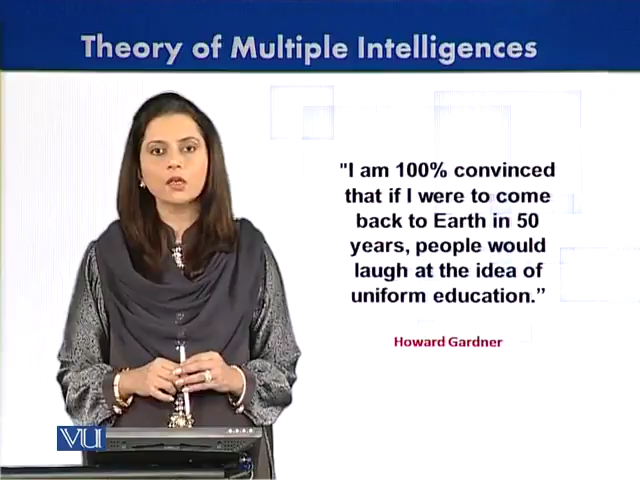 Theory of Multiple Intelligences
"I am 100% convinced
that if I were to come
back to Earth in 50
years, people would
laugh at the idea of
uniform education.”
Howard Gardner
VU